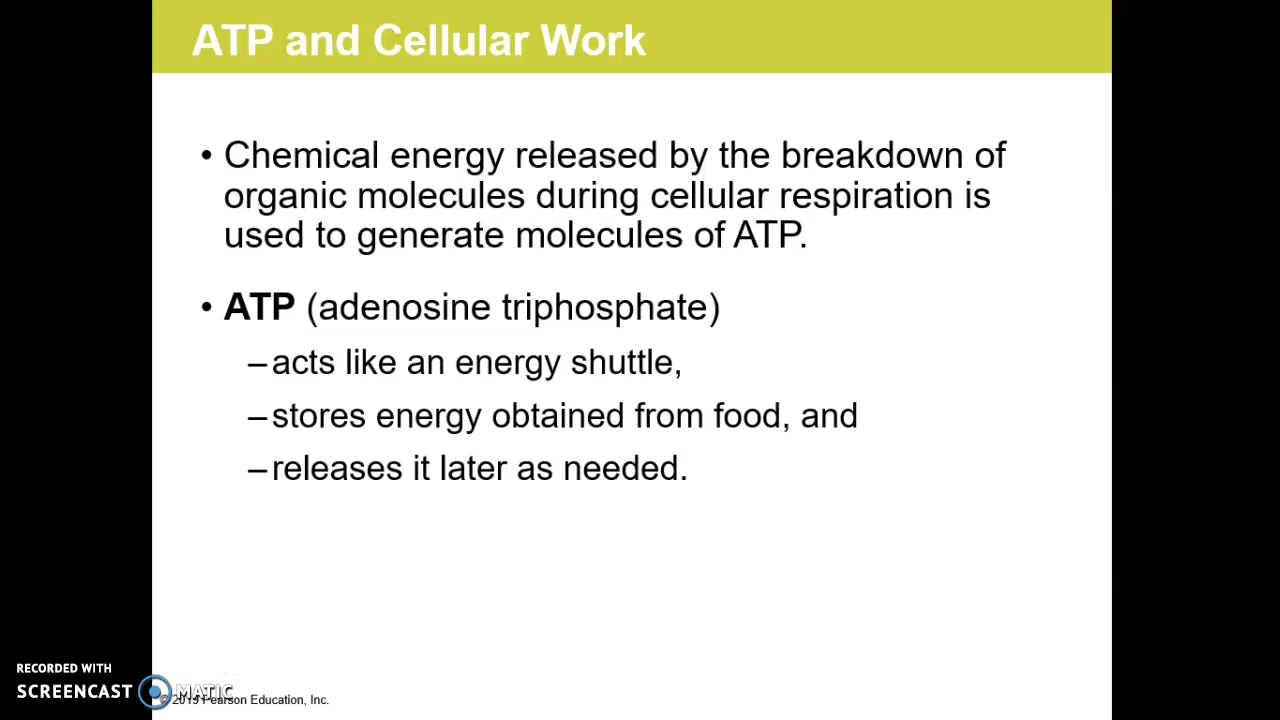 ATP and Cellular Work
• Chemical energy released by the breakdown of
organic molecules during cellular respiration is
used to generate molecules of ATP.
• ATP (adenosine triphosphate)
– acts like an energy shuttle,
– stores energy obtained from food, and
– releases it later as needed.
RECORDED WITH
SCREENCAST MATIC
Pearson Education, Inc.